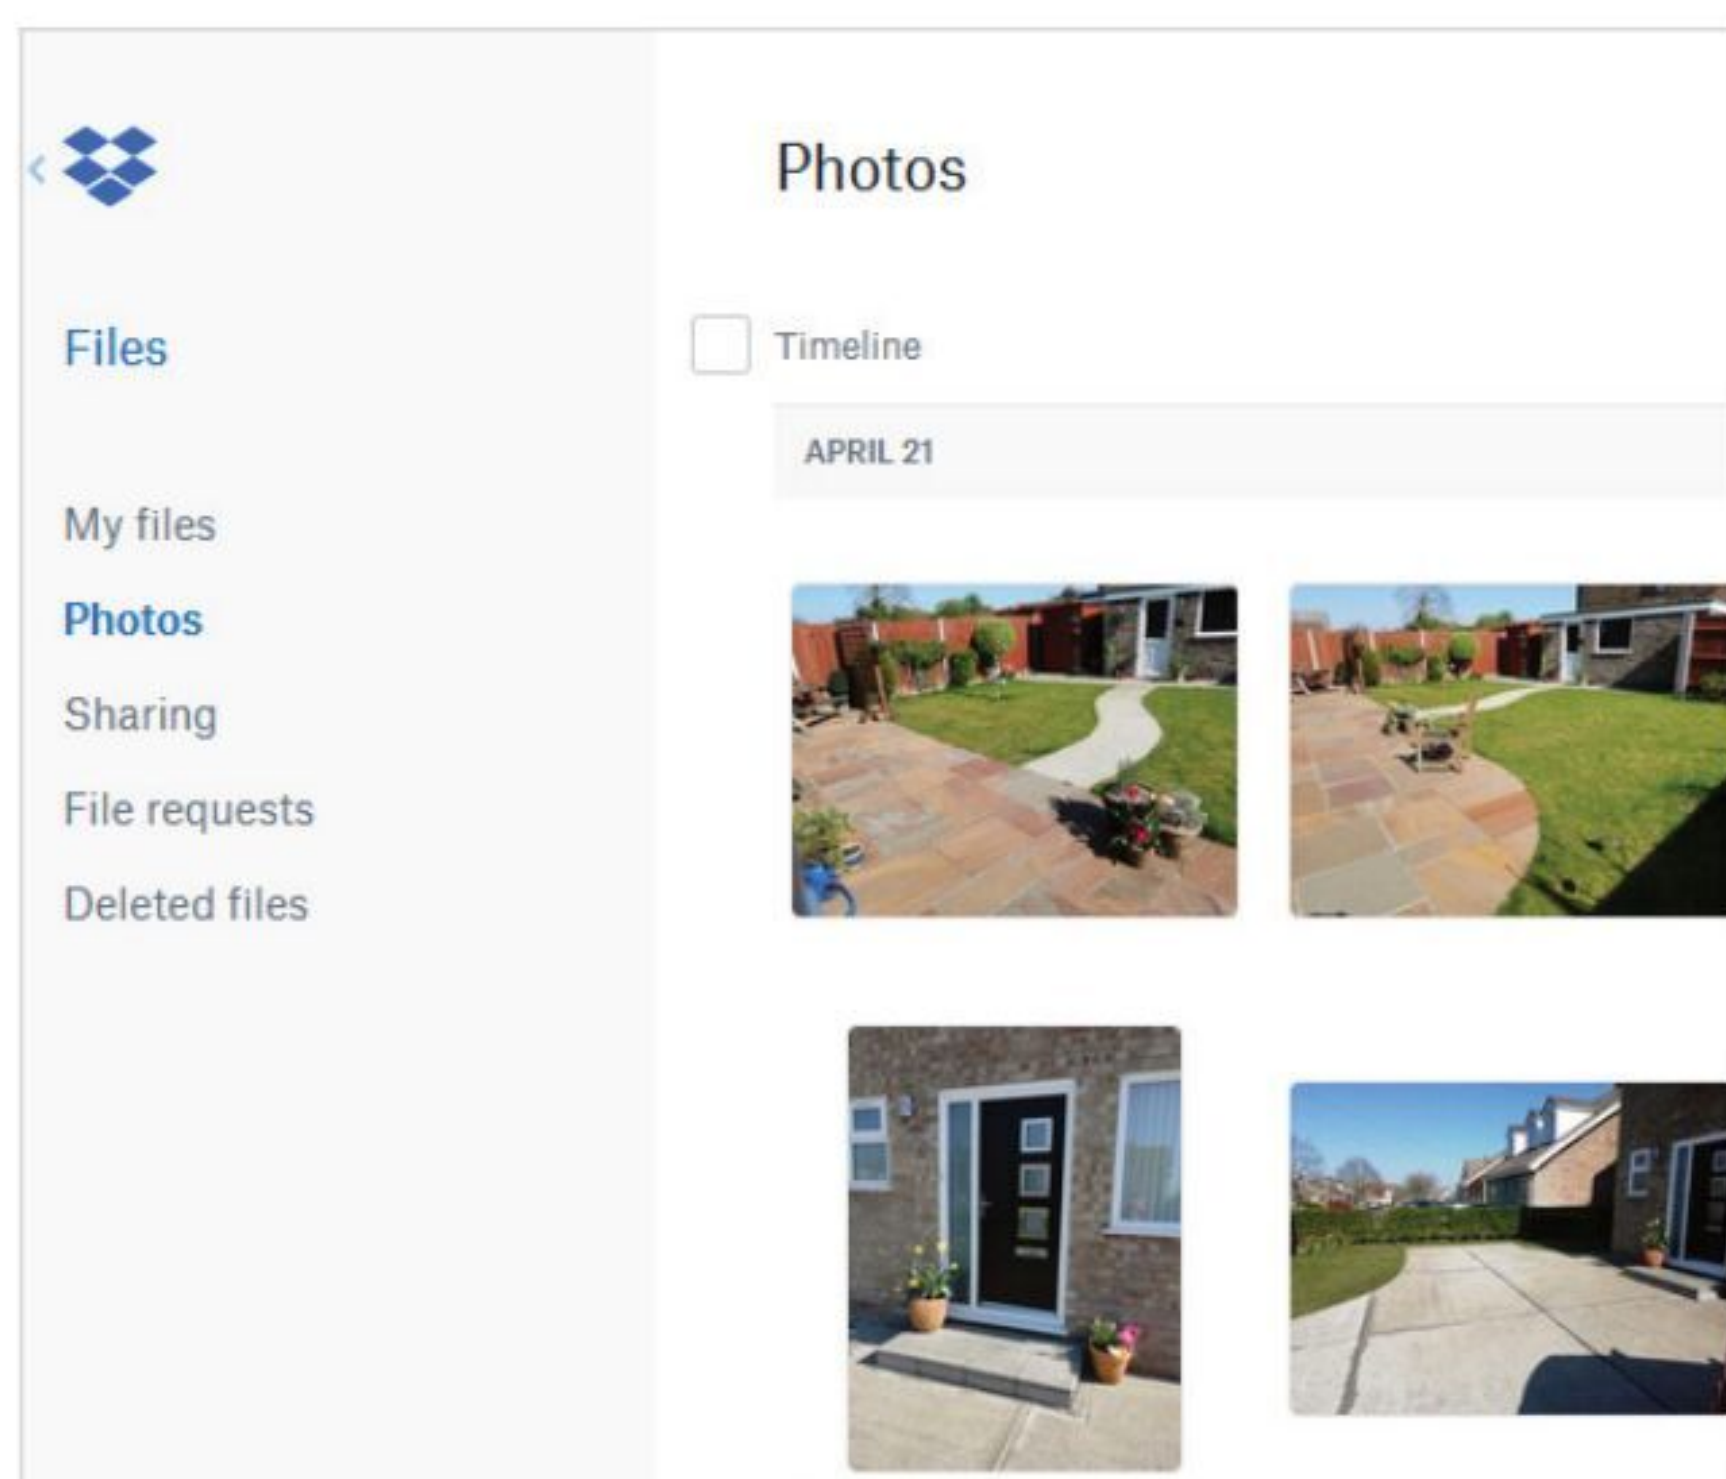 Photos
Files
Timeline
APRIL 21
My files
Photos
Sharing
File requests
Deleted files